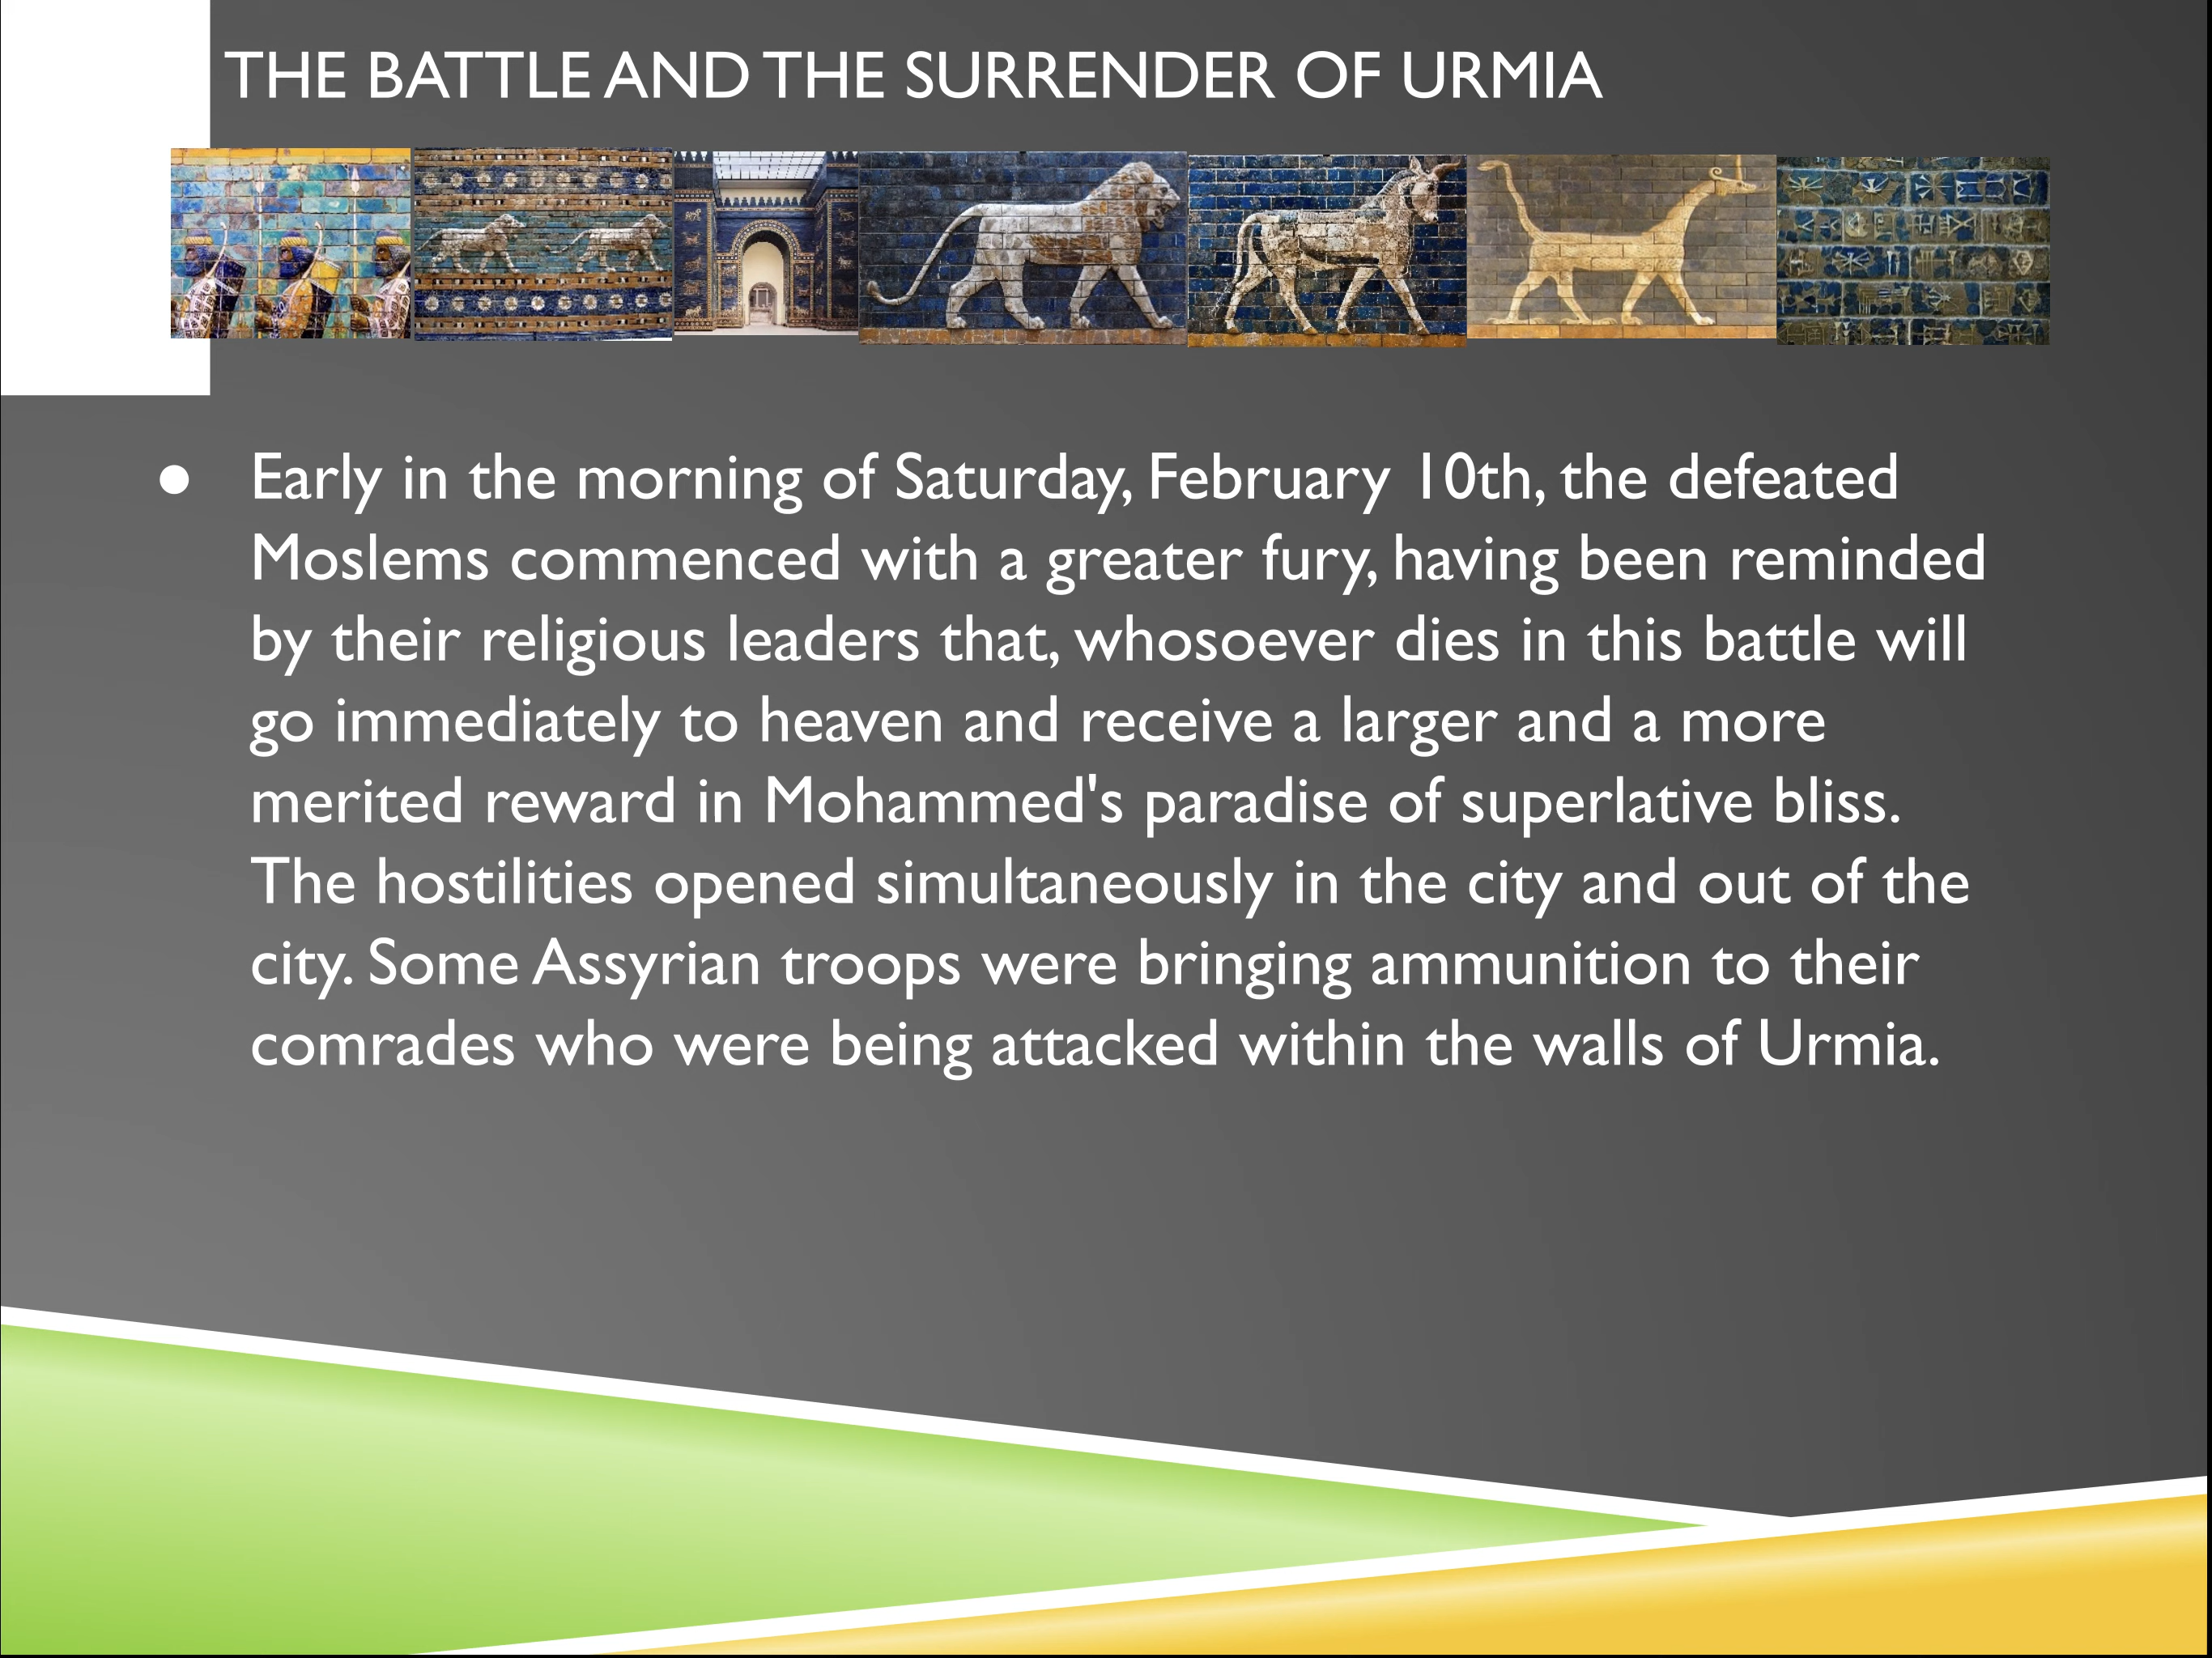 THE BATTLE AND THE SURRENDER OF URMIA
● Early in the morning of Saturday, February 10th, the defeated
Moslems commenced with a greater fury, having been reminded
by their religious leaders that, whosoever dies in this battle will
go immediately to heaven and receive a larger and a more
merited reward in Mohammed's paradise of superlative bliss.
The hostilities opened simultaneously in the city and out of the
city. Some Assyrian troops were bringing ammunition to their
comrades who were being attacked within the walls of Urmia.